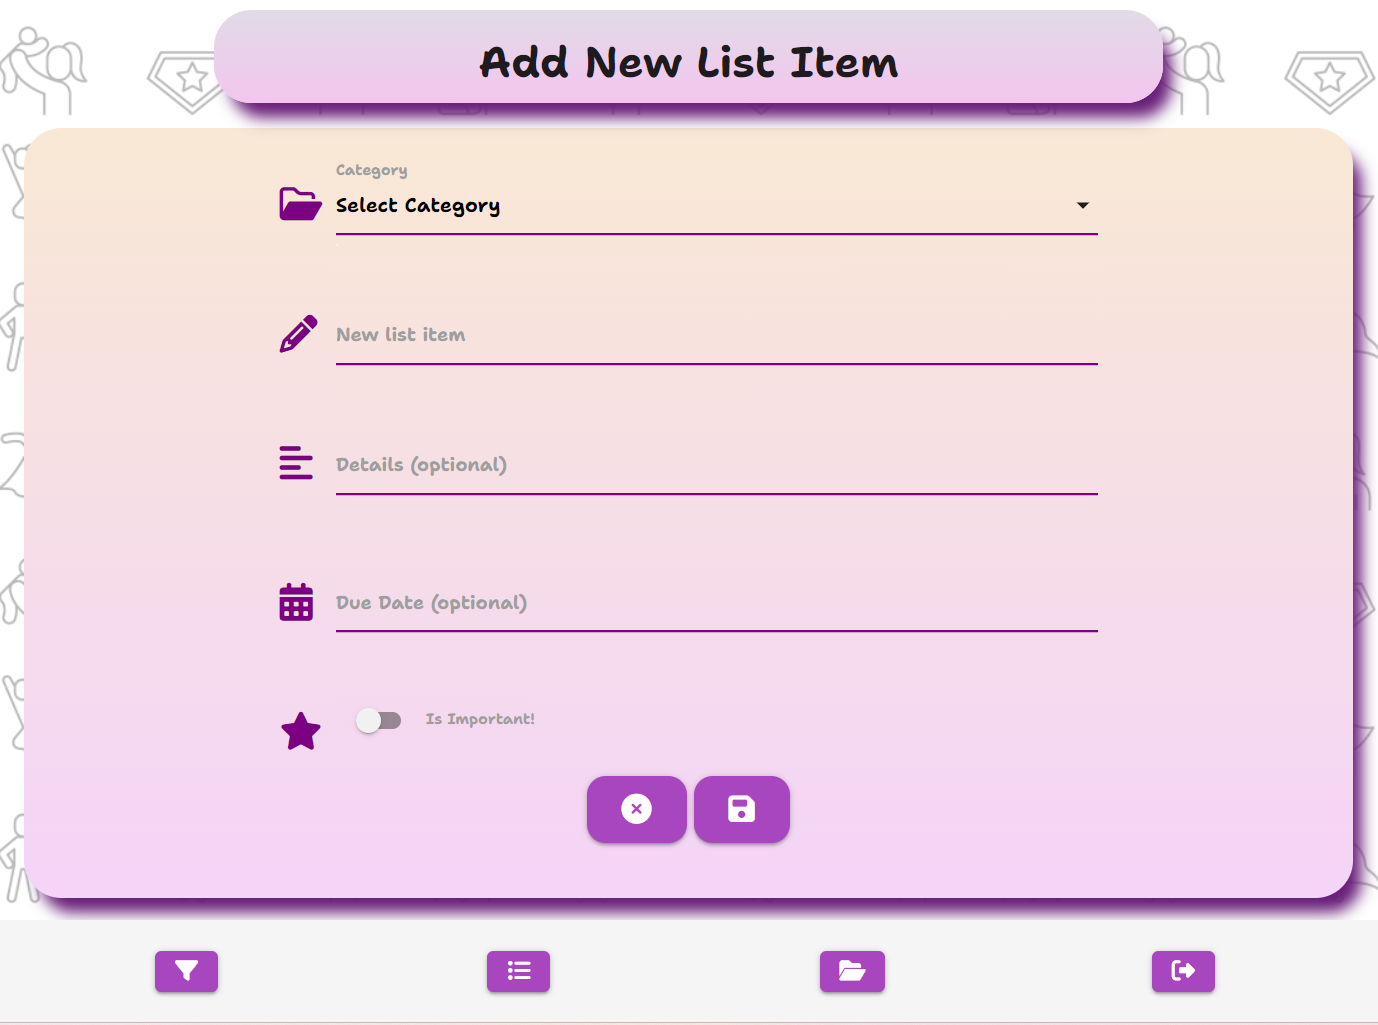 Add New List Item
Category
Select Category
New list item
Details (optional)
Due Date (optional)
Is Important!